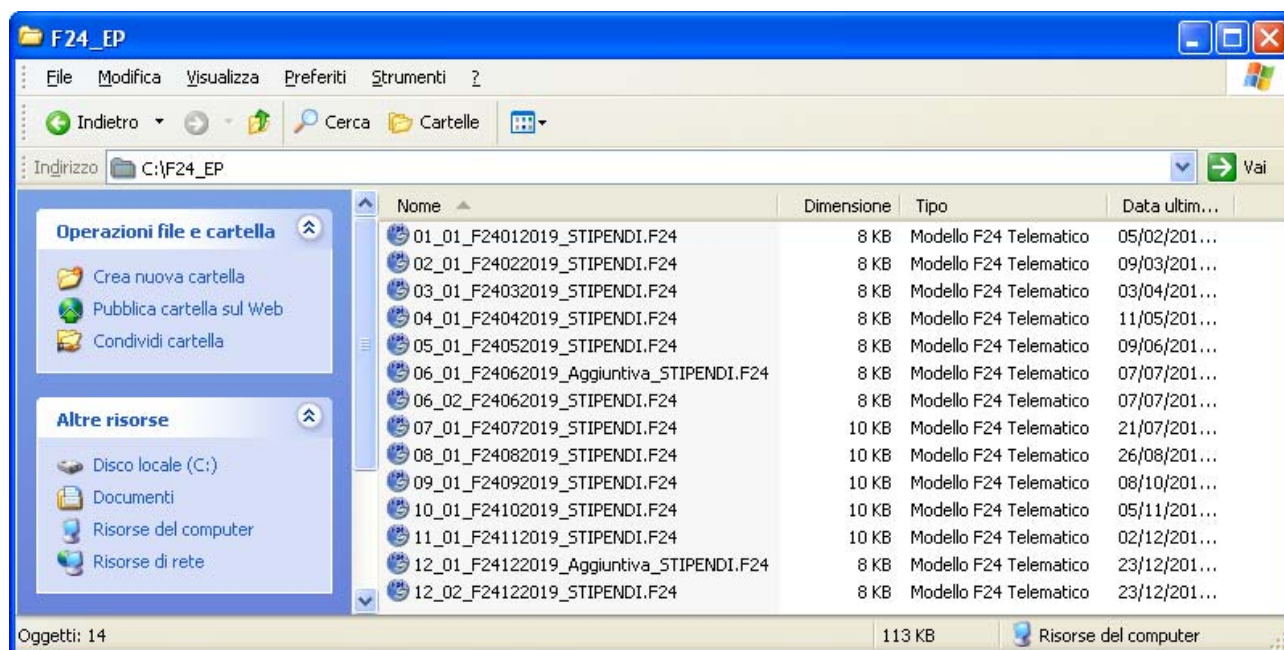 F24_EP
File Modifica Visualizza Preferiti Strumenti ?
Indietro Cerca Cartelle
Indirizzo C:\F24_EP Vai
Operazioni file e cartella
Crea nuova cartella
Pubblica cartella sul Web
Condividi cartella
Altre risorse
Disco locale (C:)
Documenti
Risorse del computer
Risorse di rete
Nome Dimensione Tipo Data ultim...
01_01_F24012019_STIPENDI.F24 8 KB Modello F24 Telematico 05/02/201...
02_01_F24022019_STIPENDI.F24 8 KB Modello F24 Telematico 09/03/201...
03_01_F24032019_STIPENDI.F24 8 KB Modello F24 Telematico 03/04/201...
04_01_F24042019_STIPENDI.F24 8 KB Modello F24 Telematico 11/05/201...
05_01_F24052019_STIPENDI.F24 8 KB Modello F24 Telematico 09/06/201...
06_01_F24062019_Aggiuntiva_STIPENDI.F24 8 KB Modello F24 Telematico 07/07/201...
06_02_F24062019_STIPENDI.F24 8 KB Modello F24 Telematico 07/07/201...
07_01_F24072019_STIPENDI.F24 10 KB Modello F24 Telematico 21/07/201...
08_01_F24082019_STIPENDI.F24 10 KB Modello F24 Telematico 26/08/201...
09_01_F24092019_STIPENDI.F24 10 KB Modello F24 Telematico 08/10/201...
10_01_F24102019_STIPENDI.F24 10 KB Modello F24 Telematico 05/11/201...
11_01_F24112019_STIPENDI.F24 10 KB Modello F24 Telematico 02/12/201...
12_01_F24122019_Aggiuntiva_STIPENDI.F24 8 KB Modello F24 Telematico 23/12/201...
12_02_F24122019_STIPENDI.F24 8 KB Modello F24 Telematico 23/12/201...
Oggetti: 14 113 KB Risorse del computer